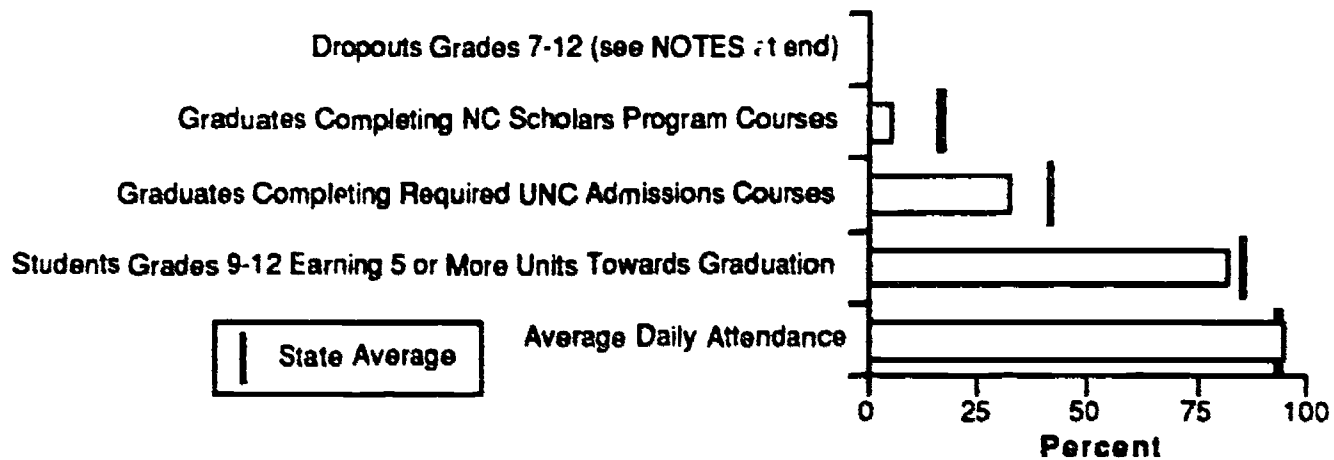 Dropouts Grades 7-12 (see NOTES at end)
Graduates Completing NC Scholars Program Courses
Graduates Completing Required UNC Admissions Courses
Students Grades 9-12 Earning 5 or More Units Towards Graduation
Average Daily Attendance
State Average
0 25 50 75 100
Percent